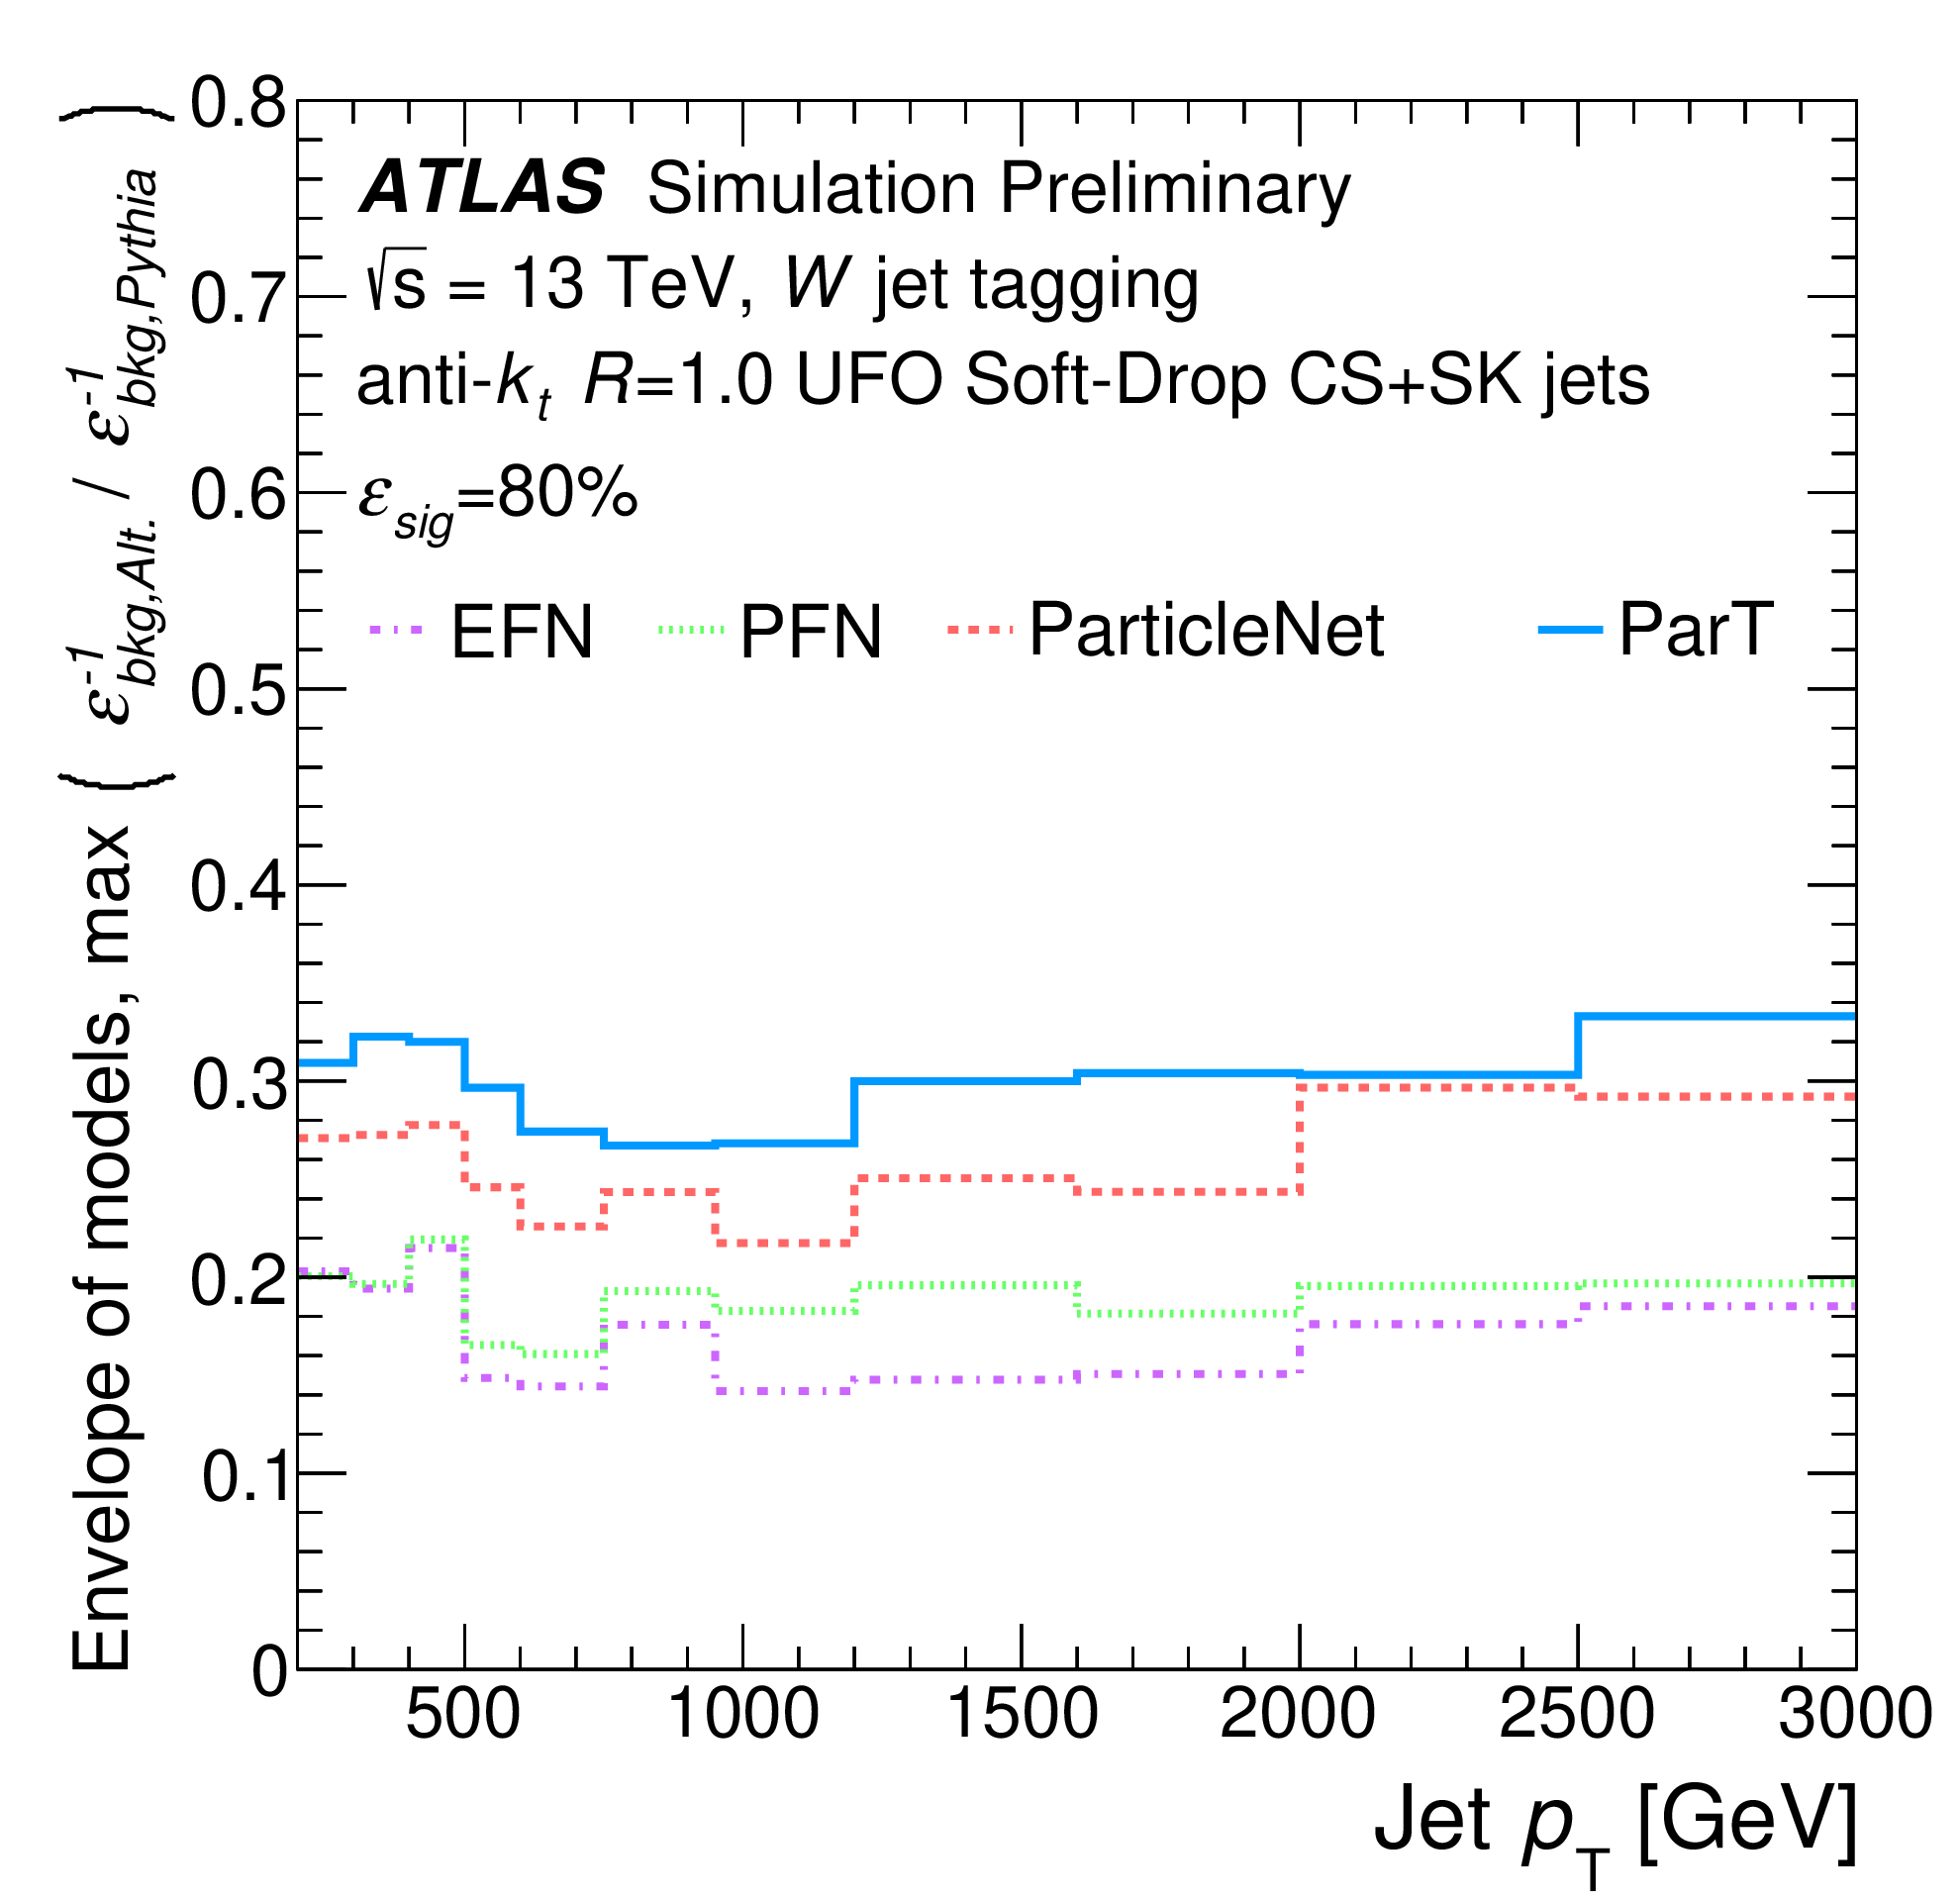 Envelope of models, max { ε⁻¹bkg,Alt. / ε⁻¹bkg,Pythia }
0.8
0.7
0.6
0.5
0.4
0.3
0.2
0.1
0
ATLAS Simulation Preliminary
√s = 13 TeV, W jet tagging
anti-kt R=1.0 UFO Soft-Drop CS+SK jets
εsig=80%
EFN PFN ParticleNet ParT
500 1000 1500 2000 2500 3000
Jet pT [GeV]